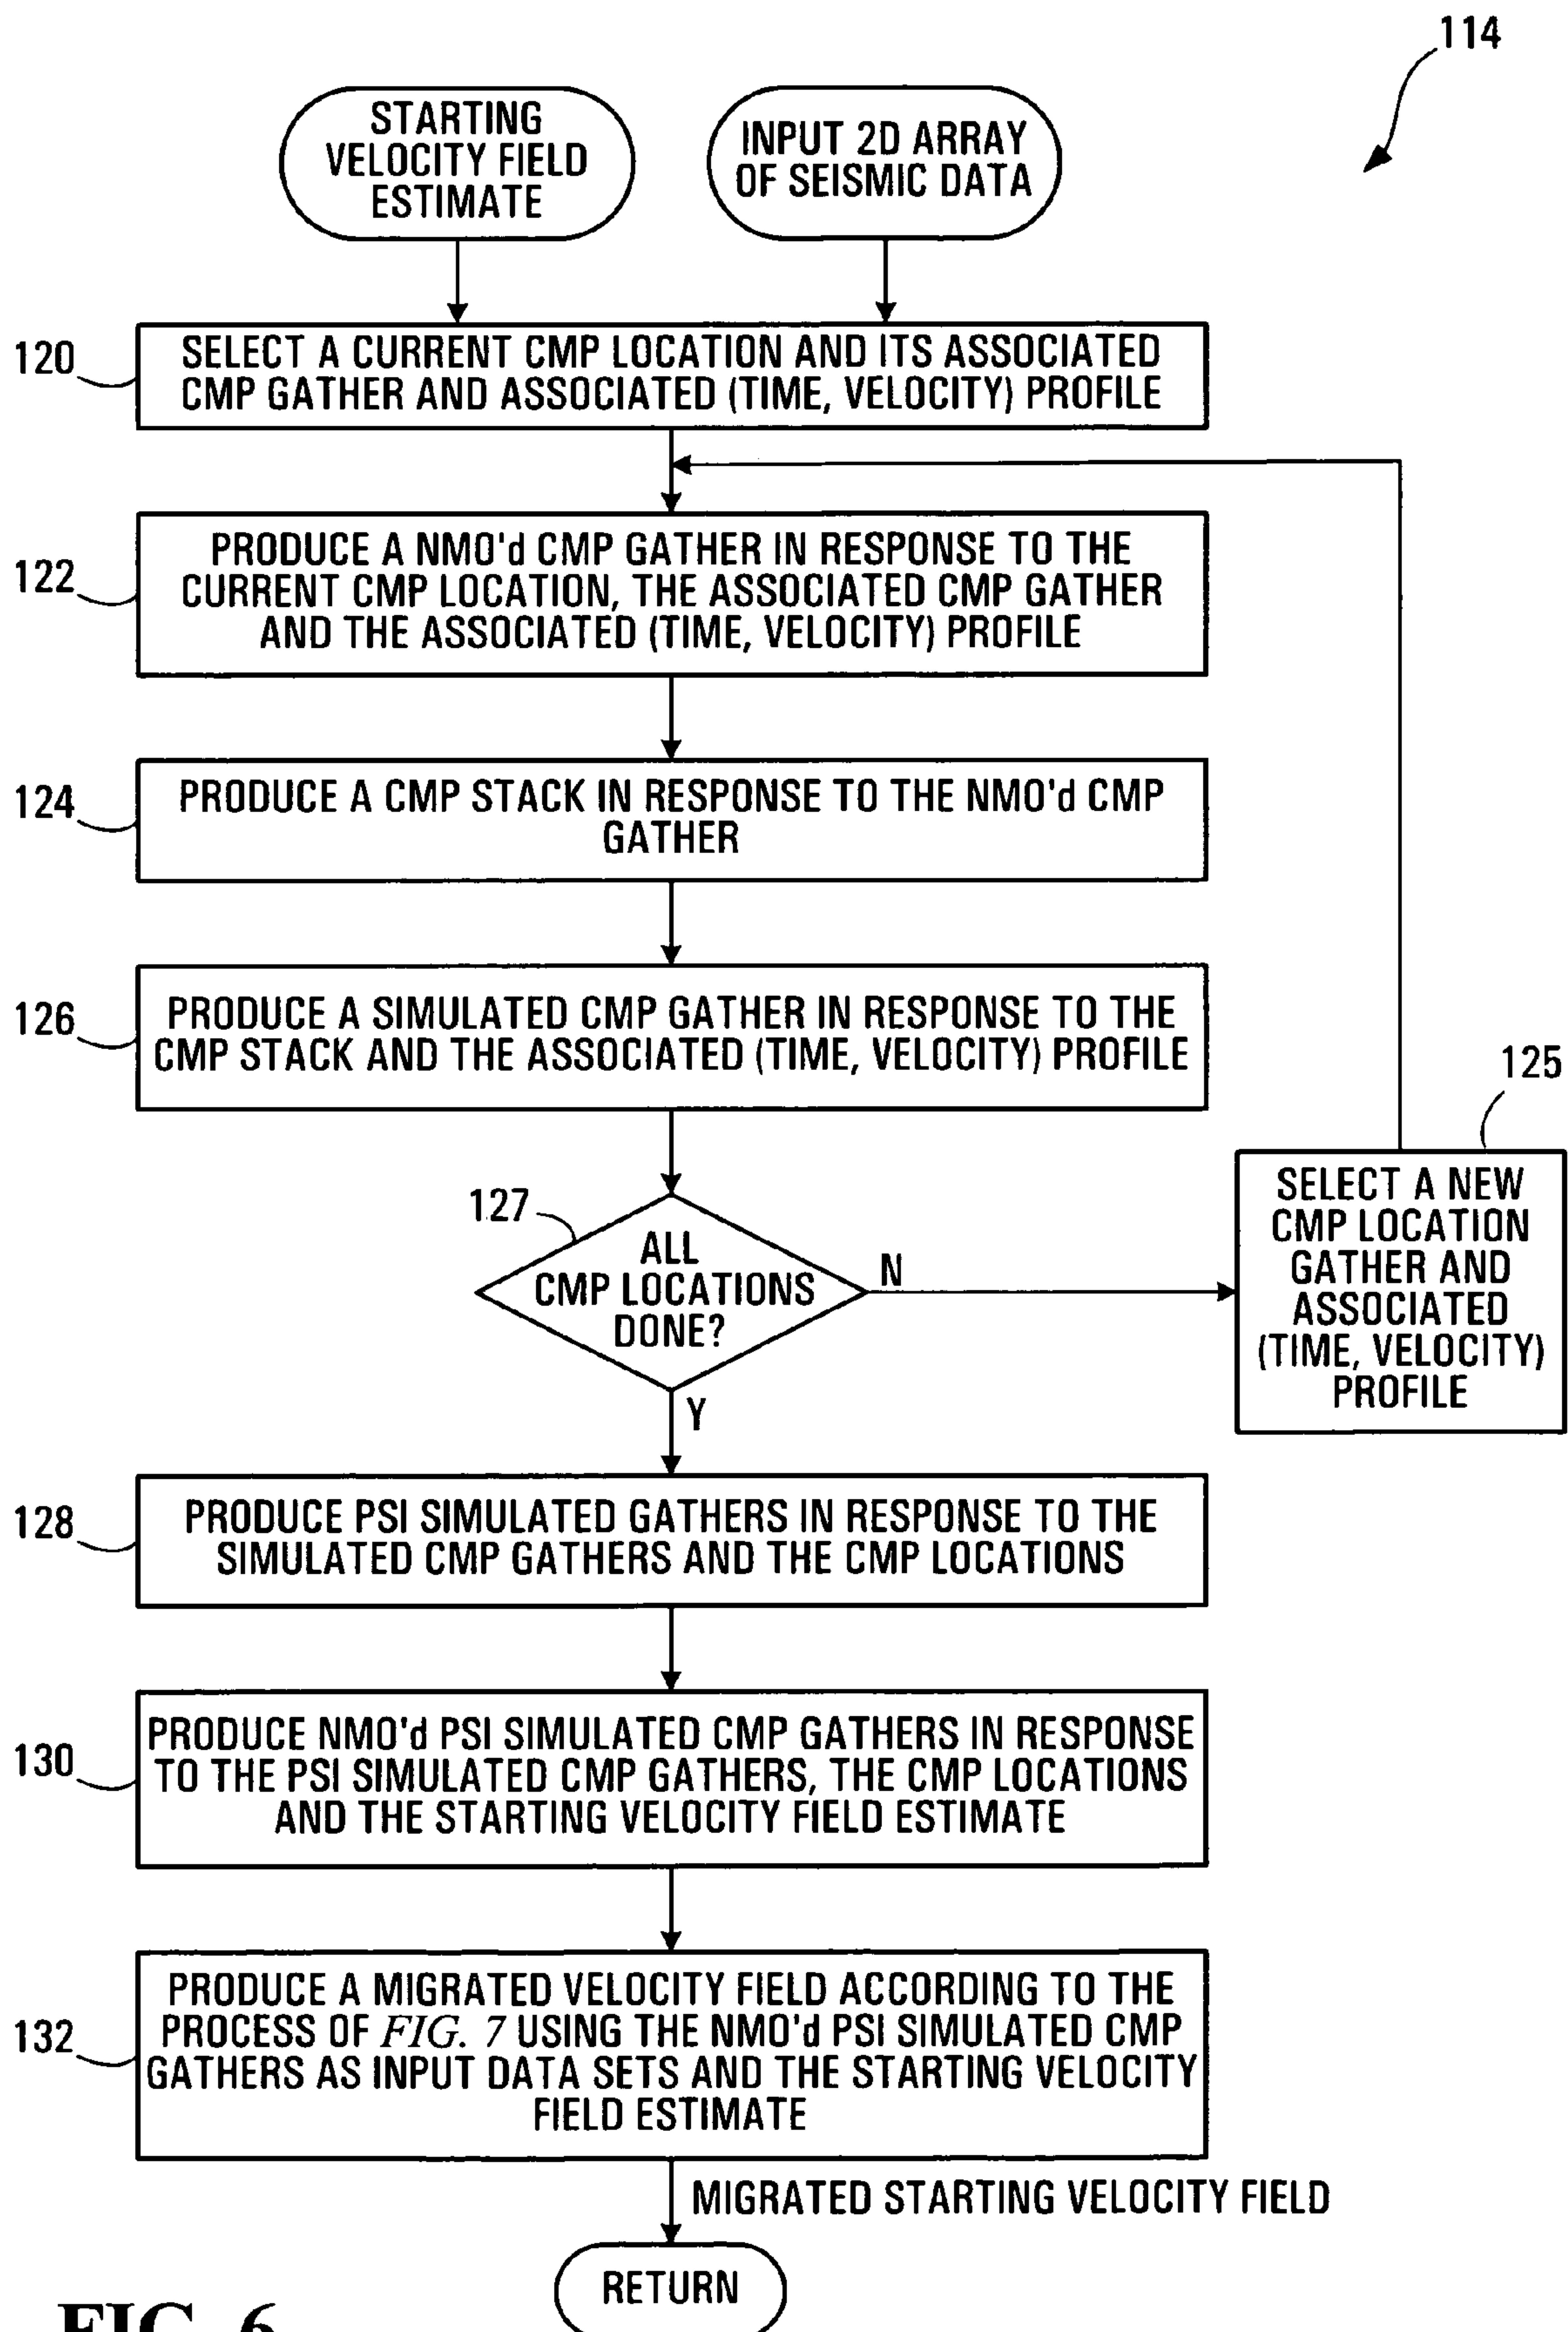 114
STARTING
VELOCITY FIELD
ESTIMATE
INPUT 2D ARRAY
OF SEISMIC DATA
120
SELECT A CURRENT CMP LOCATION AND ITS ASSOCIATED
CMP GATHER AND ASSOCIATED (TIME, VELOCITY) PROFILE
122
PRODUCE A NMO'd CMP GATHER IN RESPONSE TO THE
CURRENT CMP LOCATION, THE ASSOCIATED CMP GATHER
AND THE ASSOCIATED (TIME, VELOCITY) PROFILE
124
PRODUCE A CMP STACK IN RESPONSE TO THE NMO'd CMP
GATHER
126
PRODUCE A SIMULATED CMP GATHER IN RESPONSE TO THE
CMP STACK AND THE ASSOCIATED (TIME, VELOCITY) PROFILE
125
SELECT A NEW
CMP LOCATION
GATHER AND
ASSOCIATED
(TIME, VELOCITY)
PROFILE
127
ALL
CMP LOCATIONS
DONE?
N
Y
128
PRODUCE PSI SIMULATED GATHERS IN RESPONSE TO THE
SIMULATED CMP GATHERS AND THE CMP LOCATIONS
130
PRODUCE NMO'd PSI SIMULATED CMP GATHERS IN RESPONSE
TO THE PSI SIMULATED CMP GATHERS, THE CMP LOCATIONS
AND THE STARTING VELOCITY FIELD ESTIMATE
132
PRODUCE A MIGRATED VELOCITY FIELD ACCORDING TO THE
PROCESS OF FIG. 7 USING THE NMO'd PSI SIMULATED CMP
GATHERS AS INPUT DATA SETS AND THE STARTING VELOCITY
FIELD ESTIMATE
MIGRATED STARTING VELOCITY FIELD
RETURN
FIG. 6